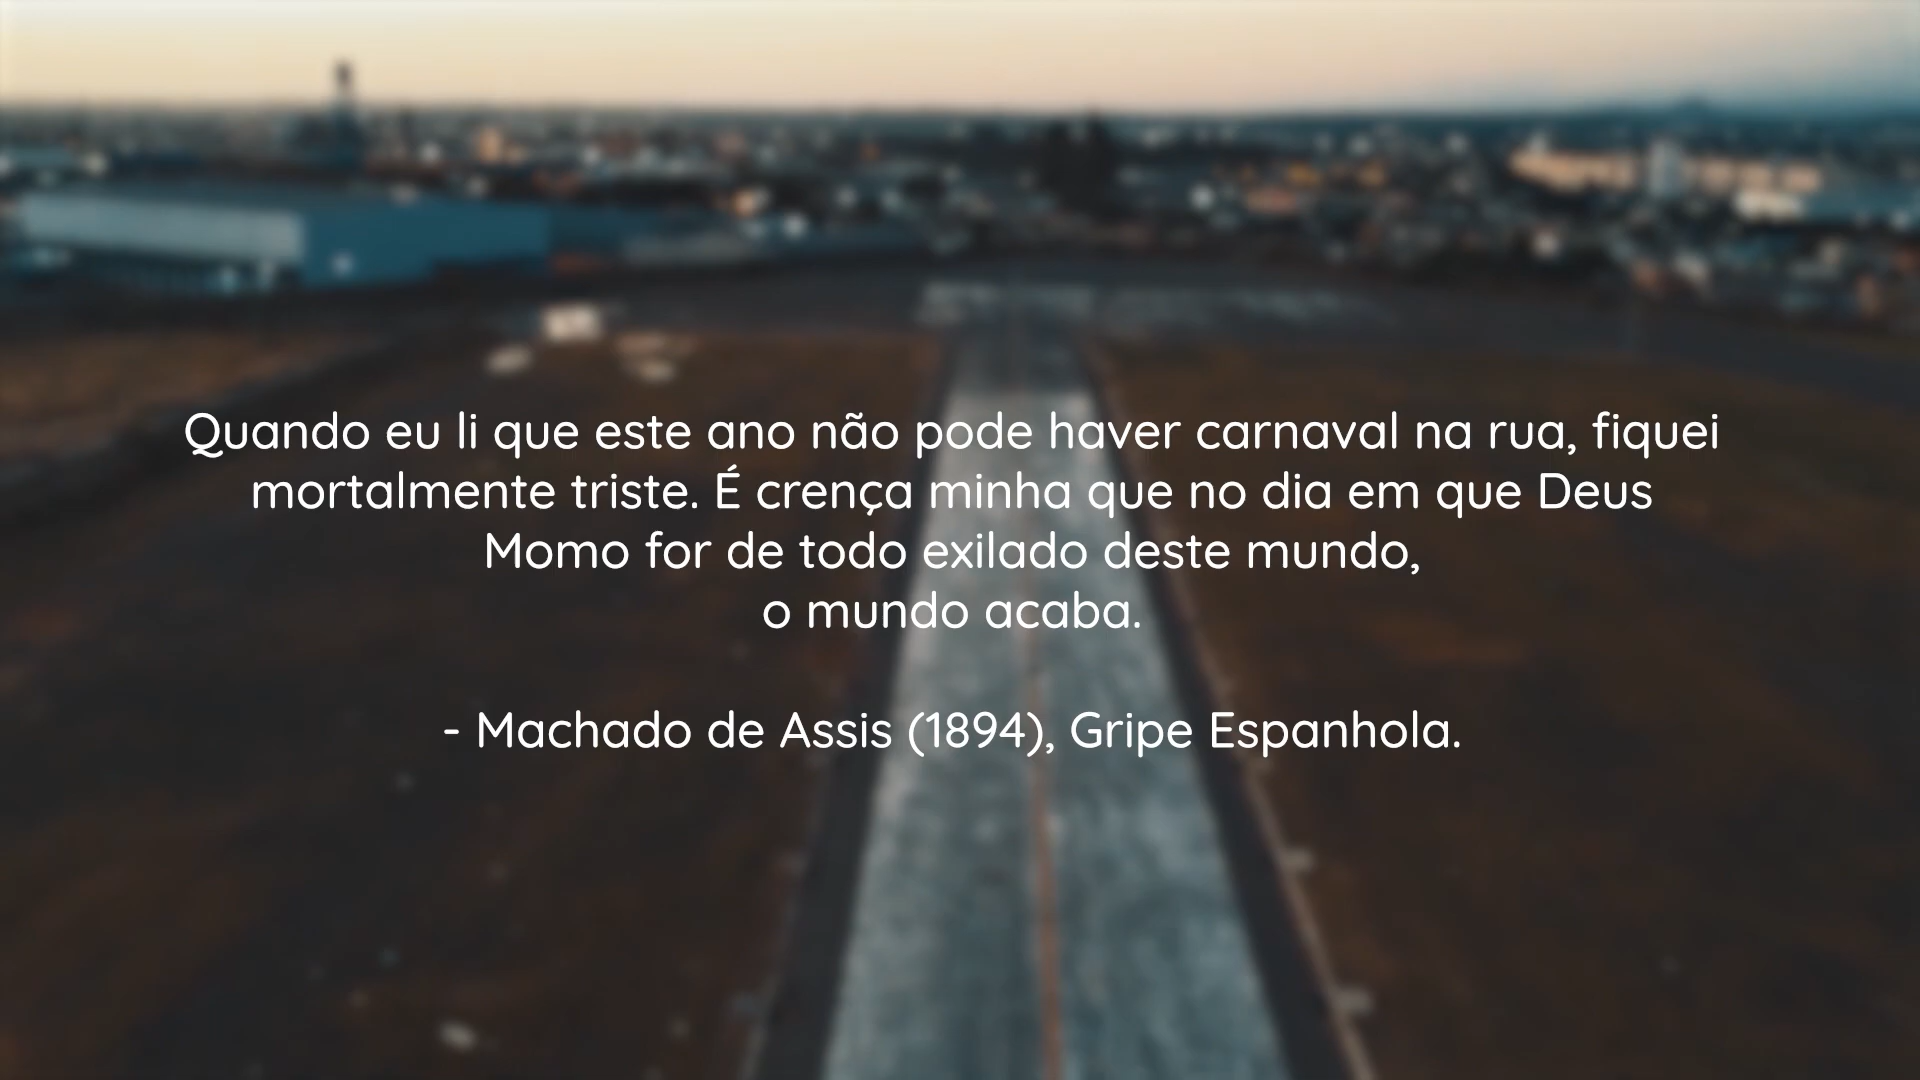 Quando eu li que este ano não pode haver carnaval na rua, fiquei
mortalmente triste. É crença minha que no dia em que Deus
Momo for de todo exilado deste mundo,
o mundo acaba.
- Machado de Assis (1894), Gripe Espanhola.